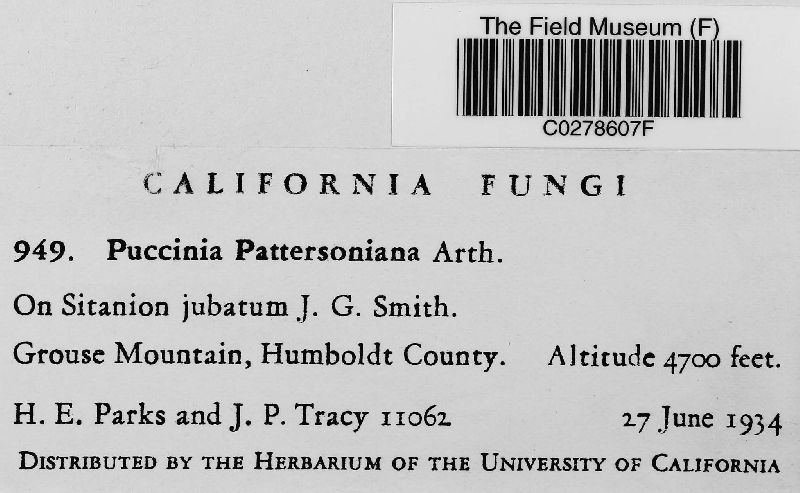 The Field Museum (F)
C0278607F
CALIFORNIA FUNGI
949. Puccinia Pattersoniana Arth.
On Sitanion jubatum J. G. Smith.
Grouse Mountain, Humboldt County. Altitude 4700 feet.
H. E. Parks and J. P. Tracy 11062 27 June 1934
DISTRIBUTED BY THE HERBARIUM OF THE UNIVERSITY OF CALIFORNIA